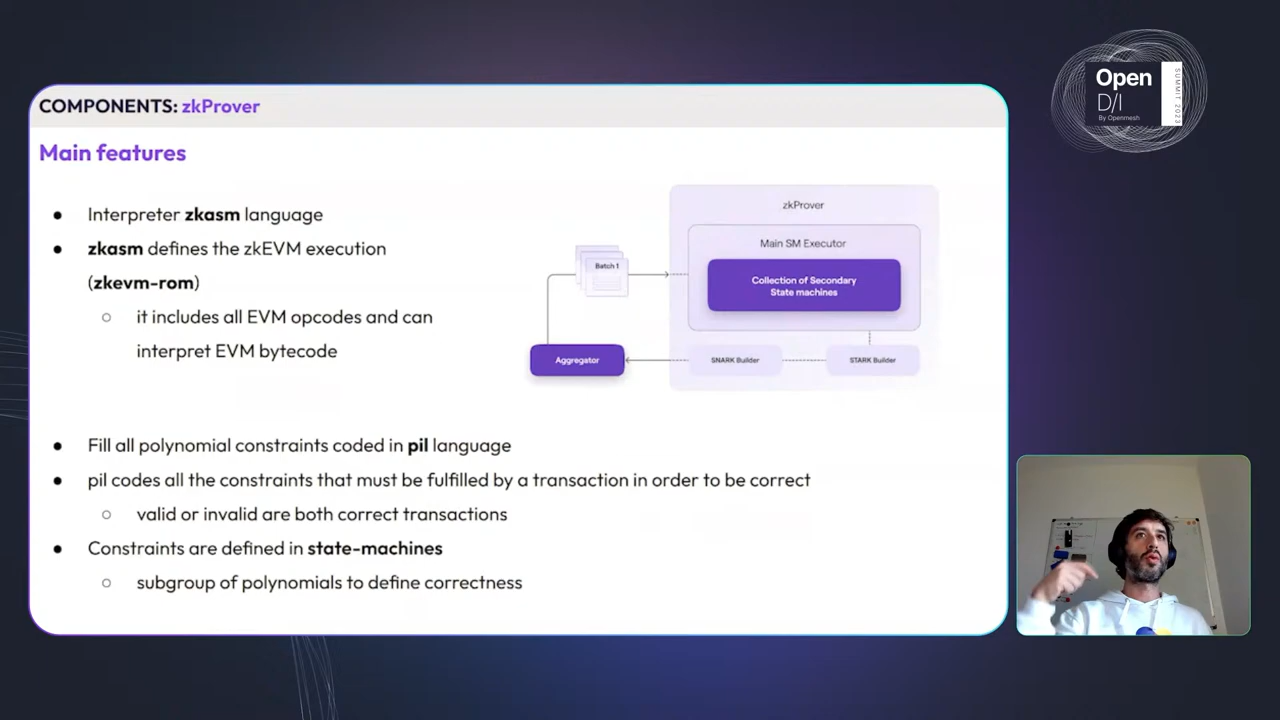 COMPONENTS: zkProver
Main features
Interpreter zkasm language
zkasm defines the zkEVM execution
(zkevm-rom)
it includes all EVM opcodes and can
interpret EVM bytecode
Fill all polynomial constraints coded in pil language
pil codes all the constraints that must be fulfilled by a transaction in order to be correct
valid or invalid are both correct transactions
Constraints are defined in state-machines
subgroup of polynomials to define correctness
zkProver
Main SM Executor
Collection of Secondary
State machines
Batch 1
Aggregator
SNARK Builder
STARK Builder
Open
D/I
By Openmesh
SUMMIT 2023